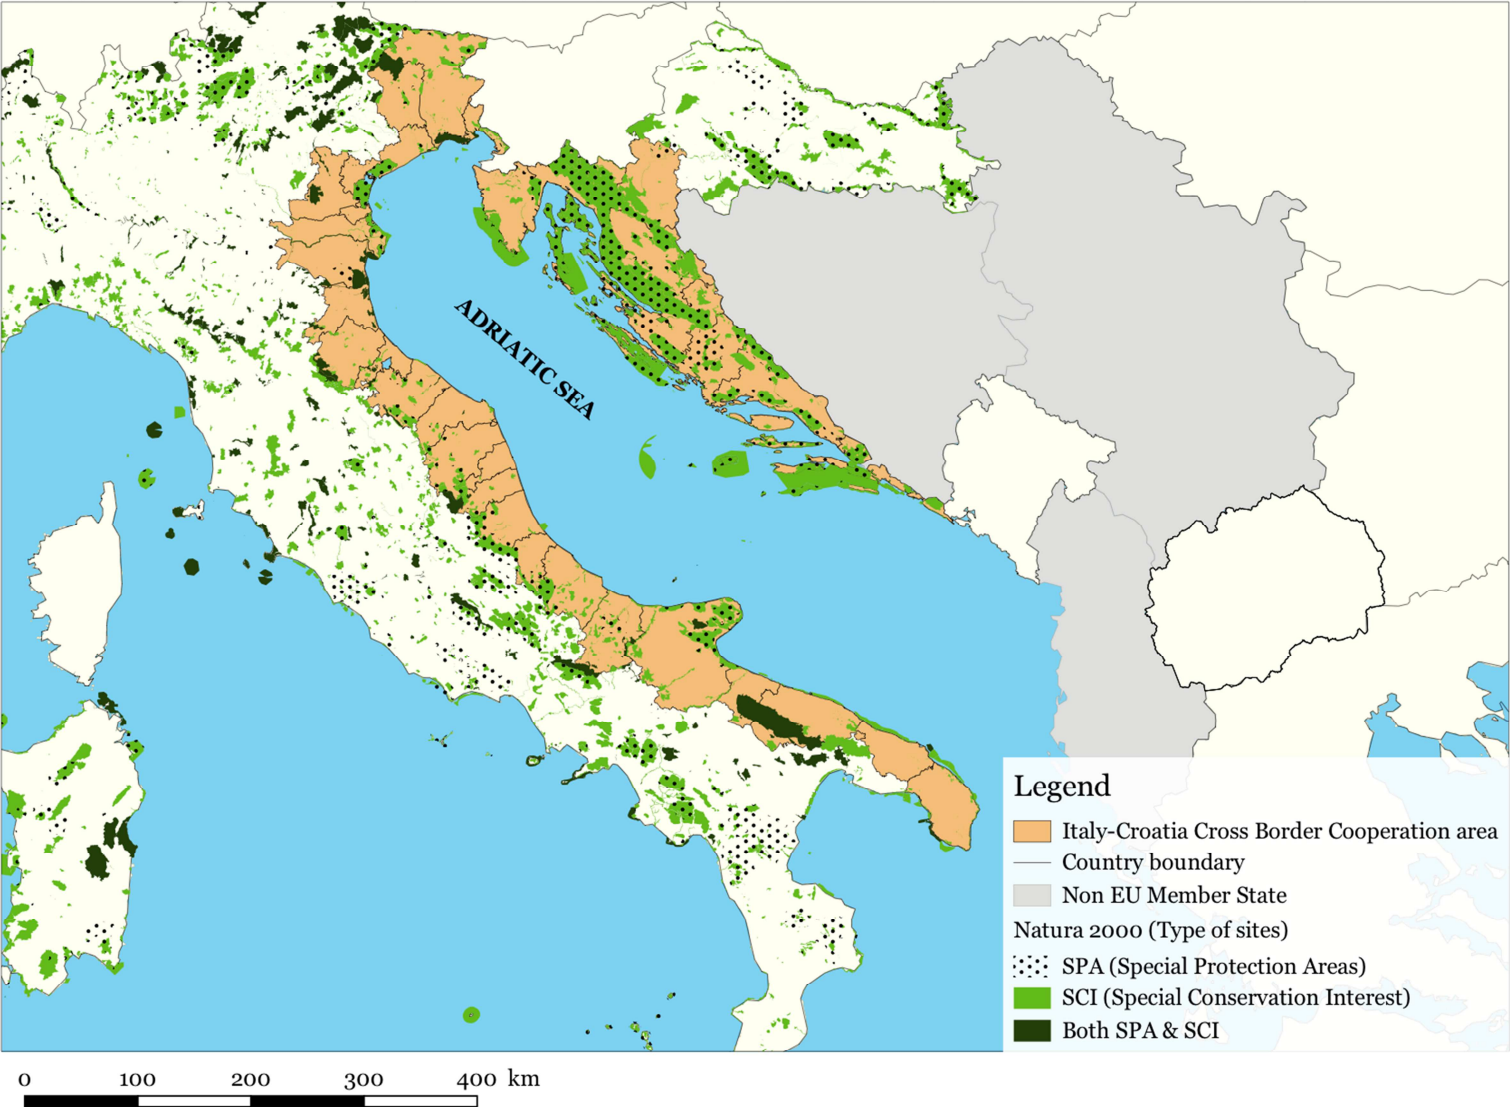 ADRIATIC SEA
Legend
Italy-Croatia Cross Border Cooperation area
Country boundary
Non EU Member State
Natura 2000 (Type of sites)
SPA (Special Protection Areas)
SCI (Special Conservation Interest)
Both SPA & SCI
0 100 200 300 400 km